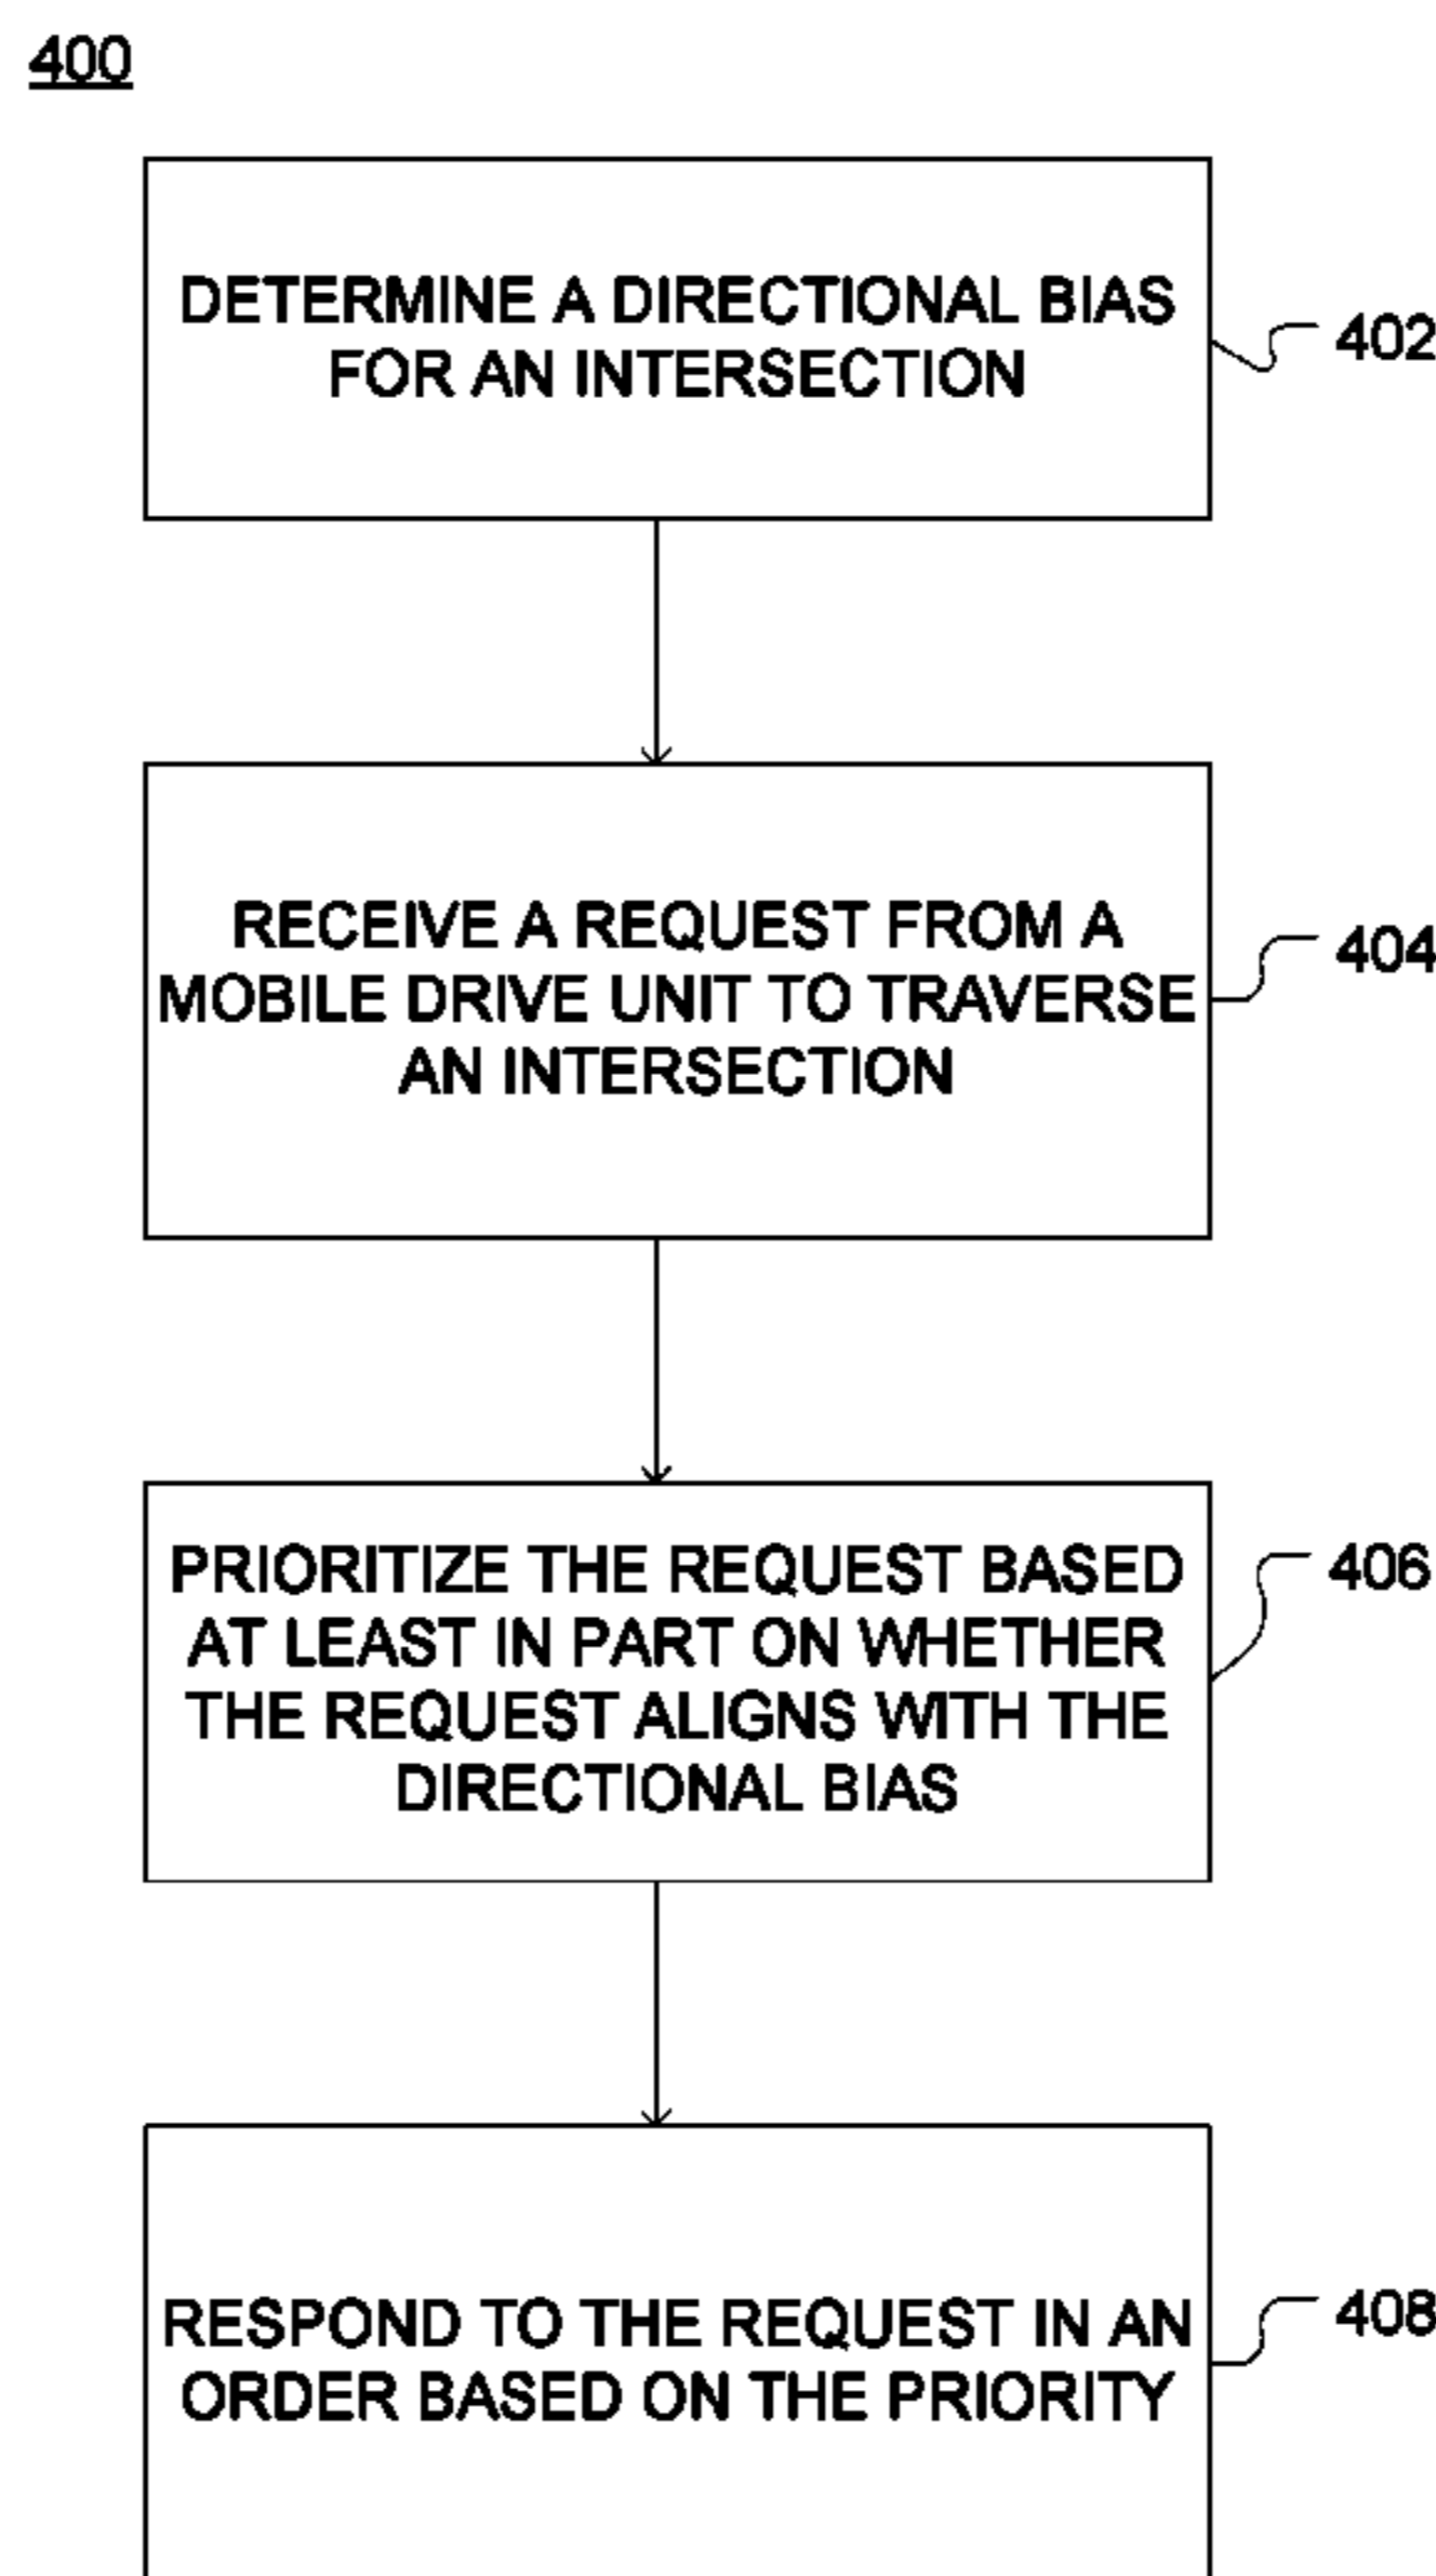 400
DETERMINE A DIRECTIONAL BIAS
FOR AN INTERSECTION
402
RECEIVE A REQUEST FROM A
MOBILE DRIVE UNIT TO TRAVERSE
AN INTERSECTION
404
PRIORITIZE THE REQUEST BASED
AT LEAST IN PART ON WHETHER
THE REQUEST ALIGNS WITH THE
DIRECTIONAL BIAS
406
RESPOND TO THE REQUEST IN AN
ORDER BASED ON THE PRIORITY
408